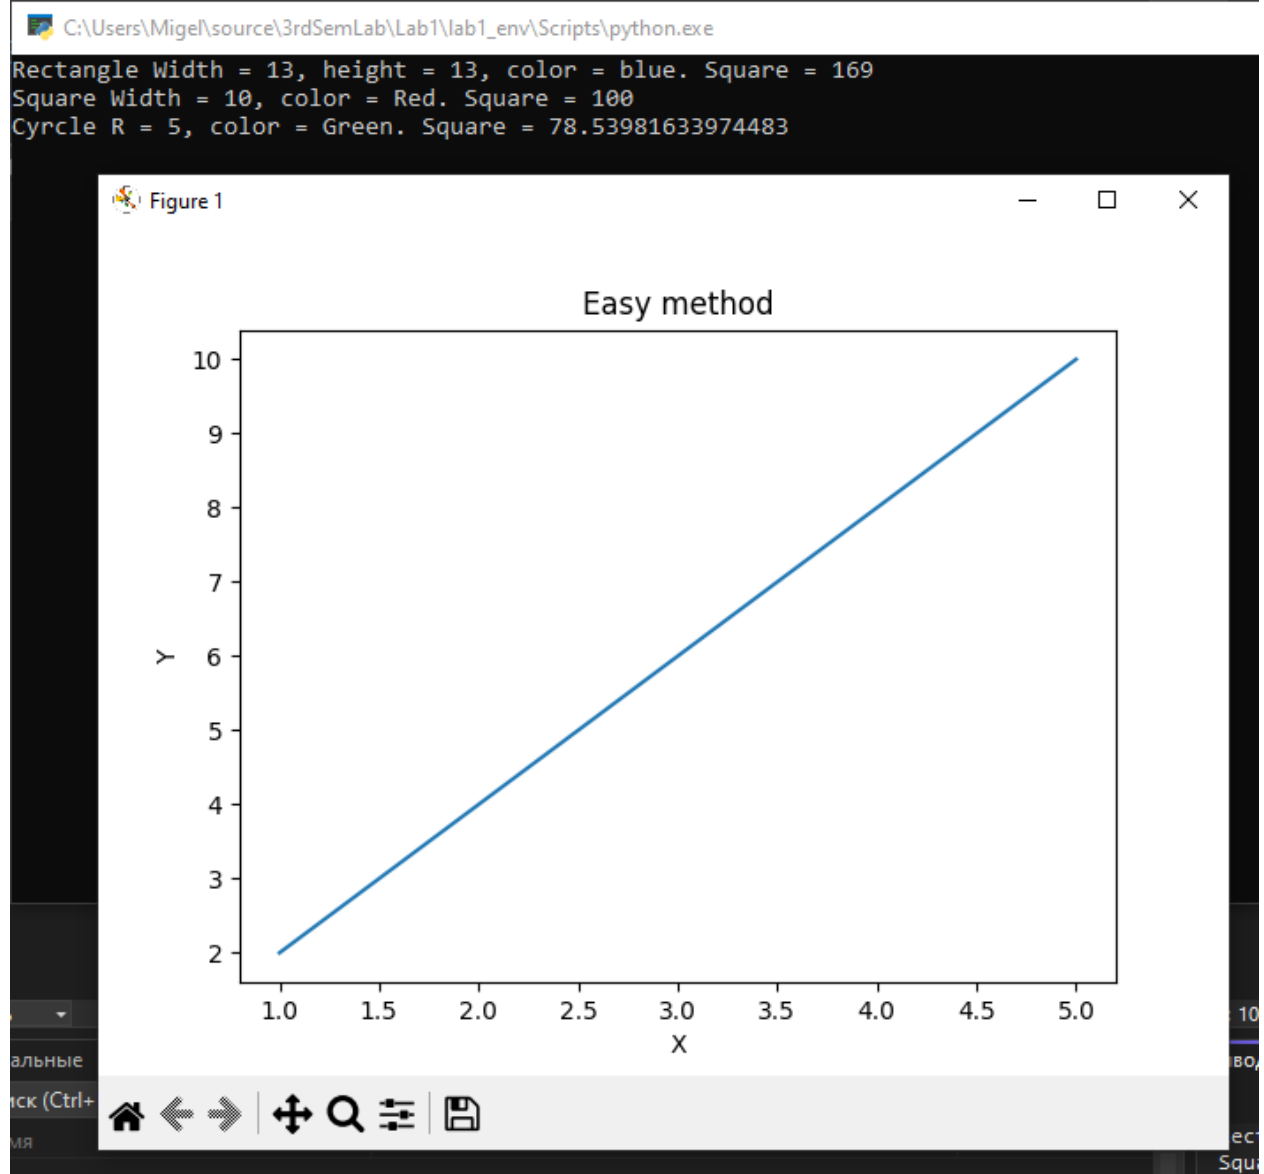 C:\Users\Migel\source\3rdSemLab\Lab1\lab1_env\Scripts\python.exe
Rectangle Width = 13, height = 13, color = blue. Square = 169
Square Width = 10, color = Red. Square = 100
Cyrcle R = 5, color = Green. Square = 78.53981633974483
Figure 1
Easy method
10
9
8
7
6
5
4
3
2
Y
1.0 1.5 2.0 2.5 3.0 3.5 4.0 4.5 5.0
X
10
альные
(Ctrl+